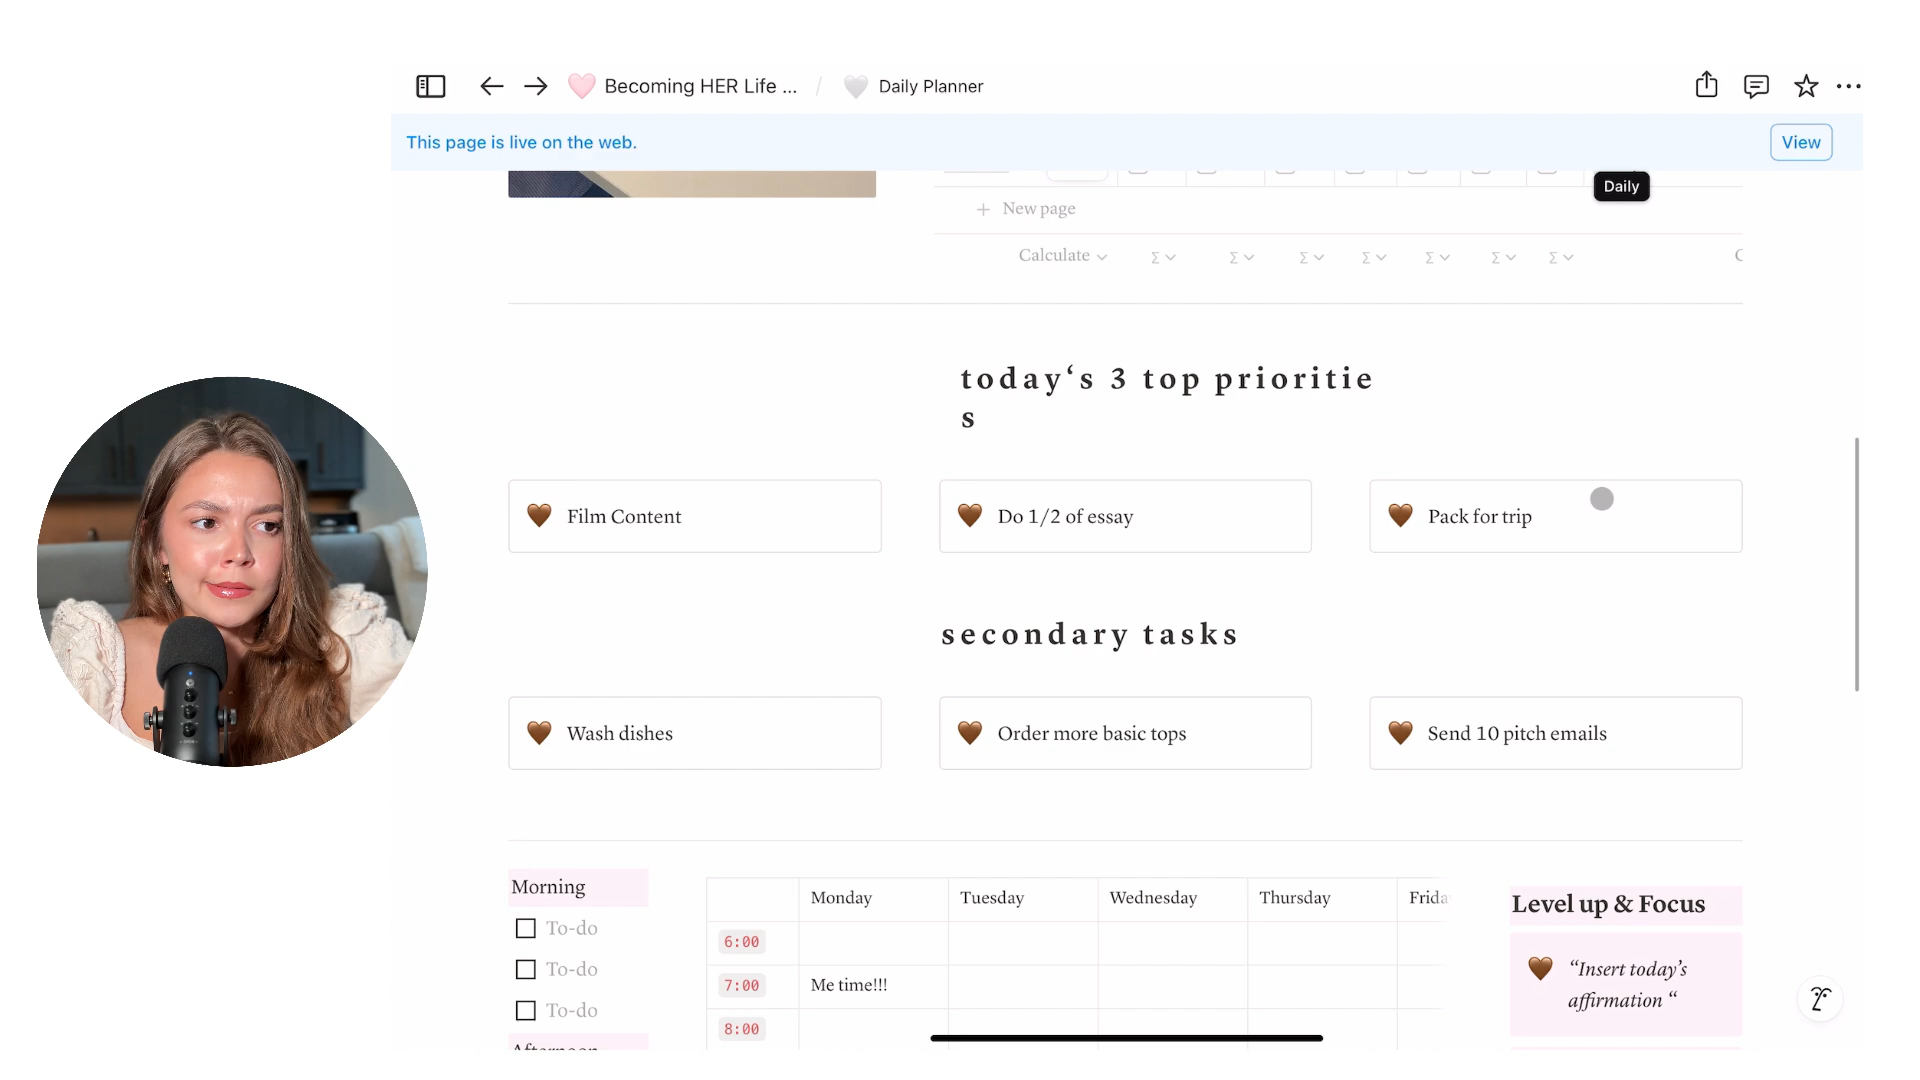 Becoming HER Life ... / Daily Planner
This page is live on the web.
View
Daily
+ New page
Calculate
today‘s 3 top prioritie
s
Film Content
Do 1/2 of essay
Pack for trip
secondary tasks
Wash dishes
Order more basic tops
Send 10 pitch emails
Morning
To-do
To-do
To-do
Afternoon
Monday Tuesday Wednesday Thursday Frida
6:00
7:00 Me time!!!
8:00
Level up & Focus
“Insert today’s
affirmation “